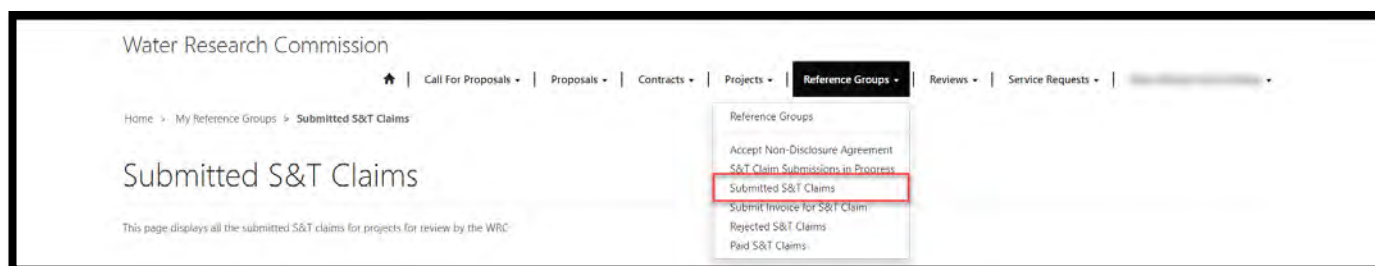 Water Research Commission
Call For Proposals | Proposals | Contracts | Projects | Reference Groups | Reviews | Service Requests |
Home > My Reference Groups > Submitted S&T Claims
Submitted S&T Claims
This page displays all the submitted S&T claims for projects for review by the WRC
Reference Groups
Accept Non-Disclosure Agreement
S&T Claim Submissions in Progress
Submitted S&T Claims
Submit Invoice for S&T Claim
Rejected S&T Claims
Paid S&T Claims